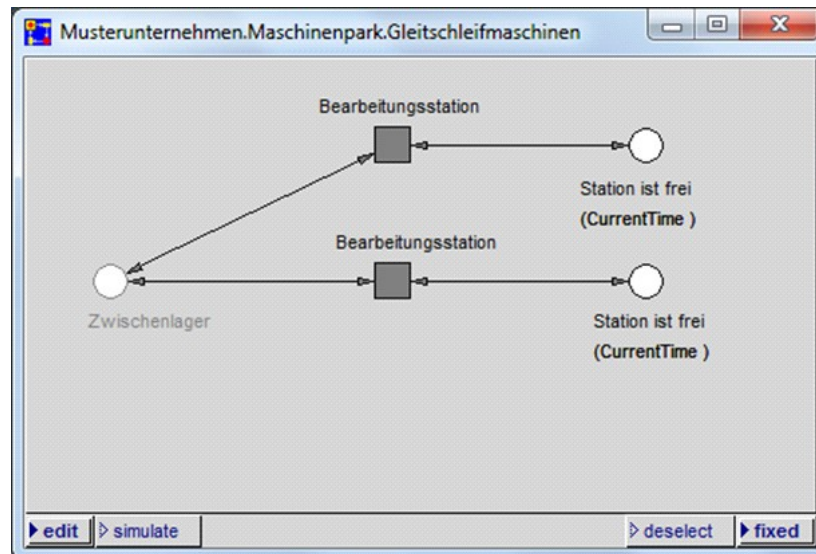 Musterunternehmen.Maschinenpark.Gleitschleifmaschinen
Bearbeitungsstation
Station ist frei
(CurrentTime )
Bearbeitungsstation
Zwischenlager
Station ist frei
(CurrentTime )
edit
simulate
deselect
fixed